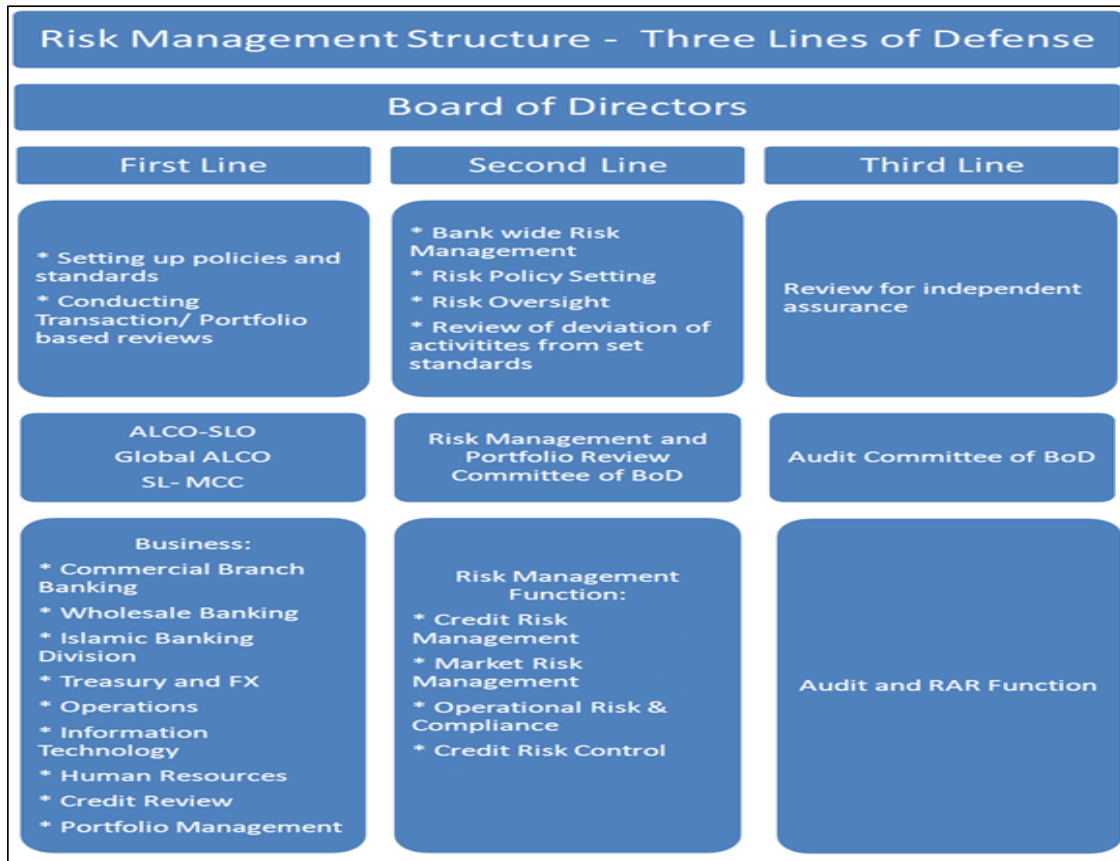 Risk Management Structure - Three Lines of Defense
Board of Directors
First Line
Second Line
Third Line
* Setting up policies and
standards
* Conducting
Transaction/ Portfolio
based reviews
* Bank wide Risk
Management
* Risk Policy Setting
* Risk Oversight
* Review of deviation of
activitites from set
standards
Review for independent
assurance
ALCO-SLO
Global ALCO
SL- MCC
Risk Management and
Portfolio Review
Committee of BoD
Audit Committee of BoD
Business:
* Commercial Branch
Banking
* Wholesale Banking
* Islamic Banking
Division
* Treasury and FX
* Operations
* Information
Technology
* Human Resources
* Credit Review
* Portfolio Management
Risk Management
Function:
* Credit Risk
Management
* Market Risk
Management
* Operational Risk &
Compliance
* Credit Risk Control
Audit and RAR Function